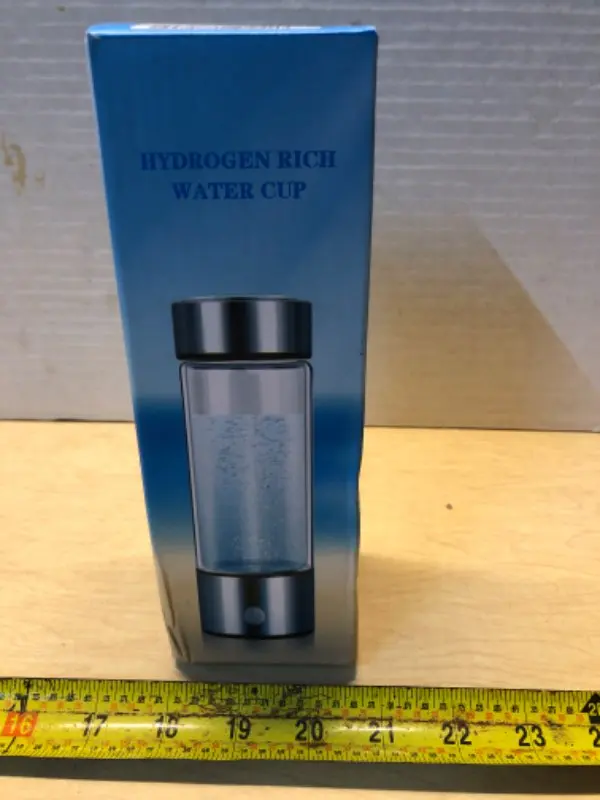 HYDROGEN RICH
WATER CUP
16 17 18 19 20 21 22 23